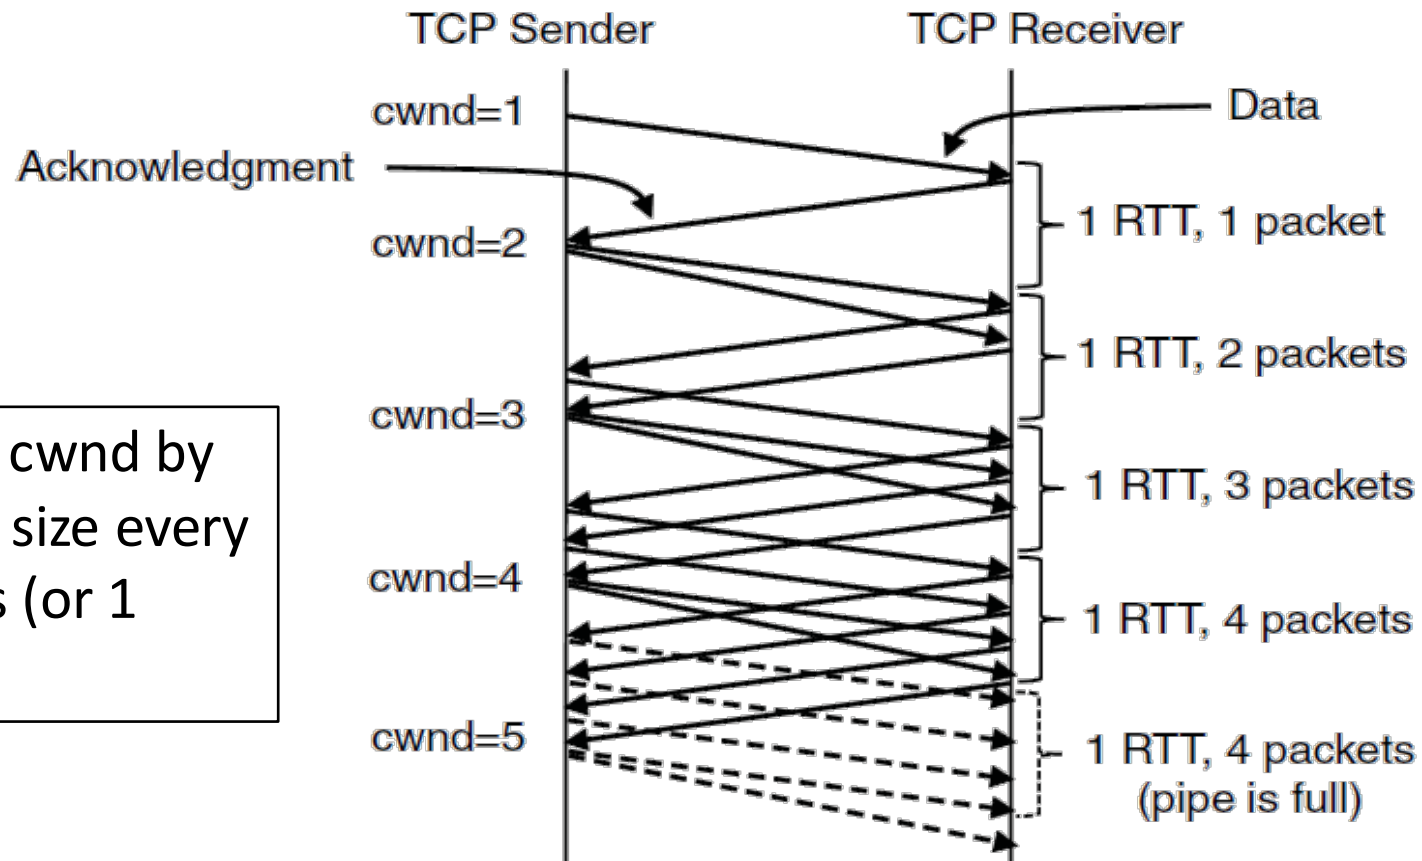 TCP Sender
TCP Receiver
cwnd=1
Data
Acknowledgment
1 RTT, 1 packet
cwnd=2
1 RTT, 2 packets
cwnd=3
cwnd by
size every
1 RTT, 3 packets
s (or 1
cwnd=4
1 RTT, 4 packets
cwnd=5
1 RTT, 4 packets
(pipe is full)